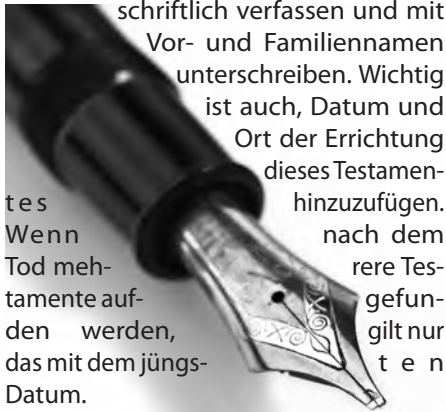 schriftlich verfassen und mit
Vor- und Familiennamen
unterschreiben. Wichtig
ist auch, Datum und
Ort der Errichtung
dieses Testamen-
tes hinzuzufügen.
Wenn nach dem
Tod meh- rere Tes-
tamente auf- gefun-
den werden, gilt nur
das mit dem jüngs- ten
Datum.